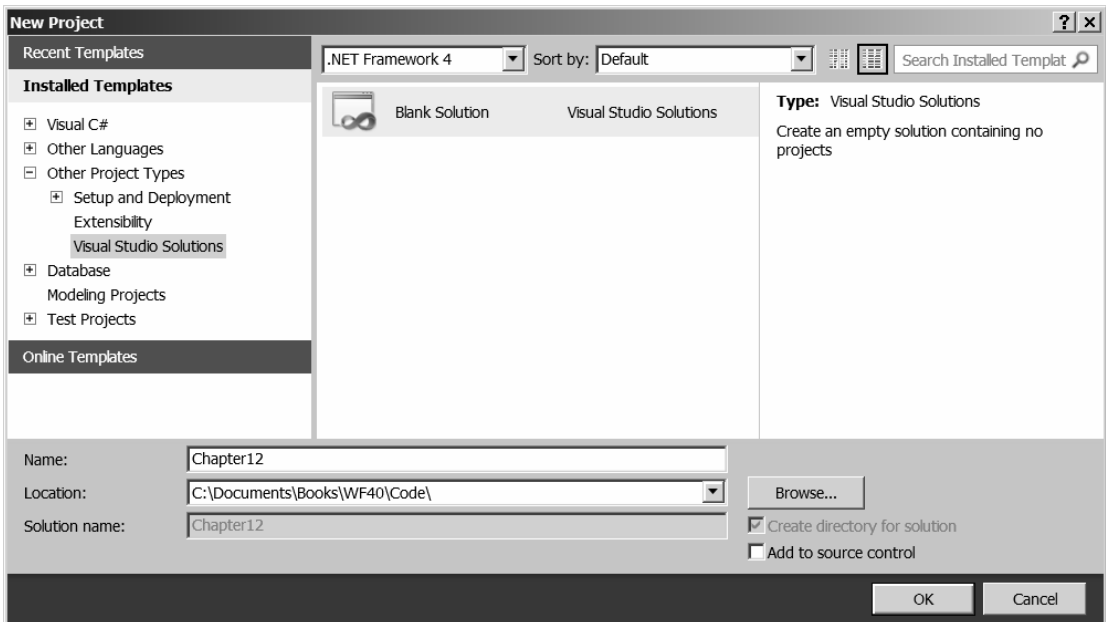 New Project
Recent Templates
Installed Templates
Visual C#
Other Languages
Other Project Types
Setup and Deployment
Extensibility
Visual Studio Solutions
Database
Modeling Projects
Test Projects
Online Templates
.NET Framework 4 Sort by: Default Search Installed Templat
Blank Solution Visual Studio Solutions
Type: Visual Studio Solutions
Create an empty solution containing no
projects
Name: Chapter12
Location: C:\Documents\Books\WF40\Code\ Browse...
Solution name: Chapter12 Create directory for solution
Add to source control
OK Cancel